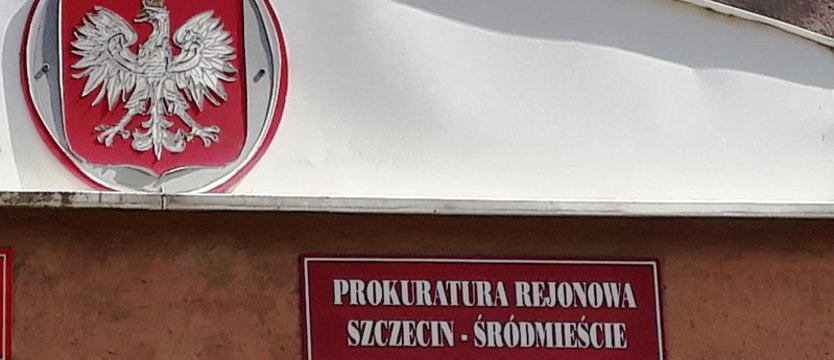 PROKURATURA REJONOWA
SZCZECIN - ŚRÓDMIEŚCIE